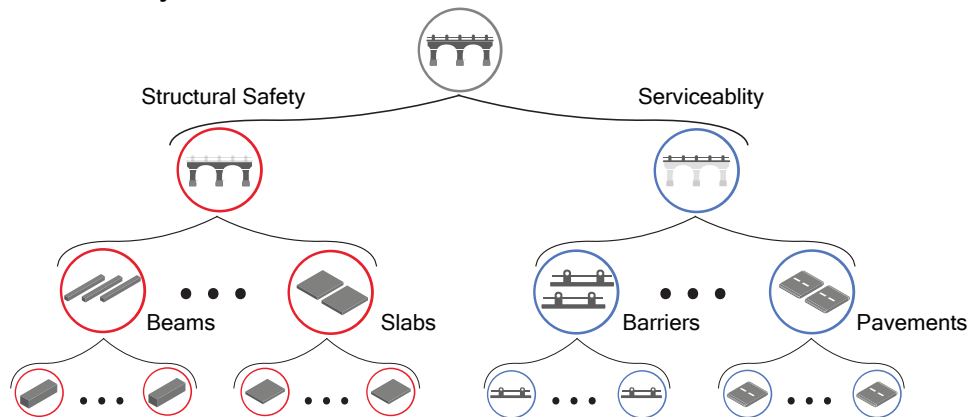 Structural Safety
Serviceablity
Beams
Slabs
Barriers
Pavements